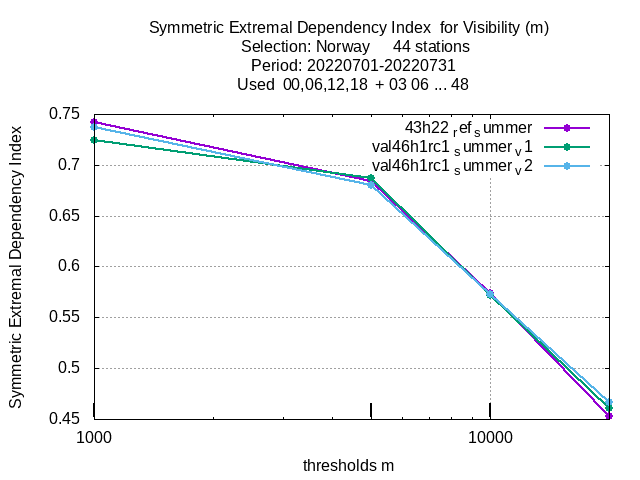 Symmetric Extremal Dependency Index for Visibility (m)
Selection: Norway 44 stations
Period: 20220701-20220731
Used 00,06,12,18 + 03 06 ... 48
43h22 ref summer
val46h1rc1 summer v1
val46h1rc1 summer v2
Symmetric Extremal Dependency Index
0.75
0.7
0.65
0.6
0.55
0.5
0.45
1000
10000
thresholds m